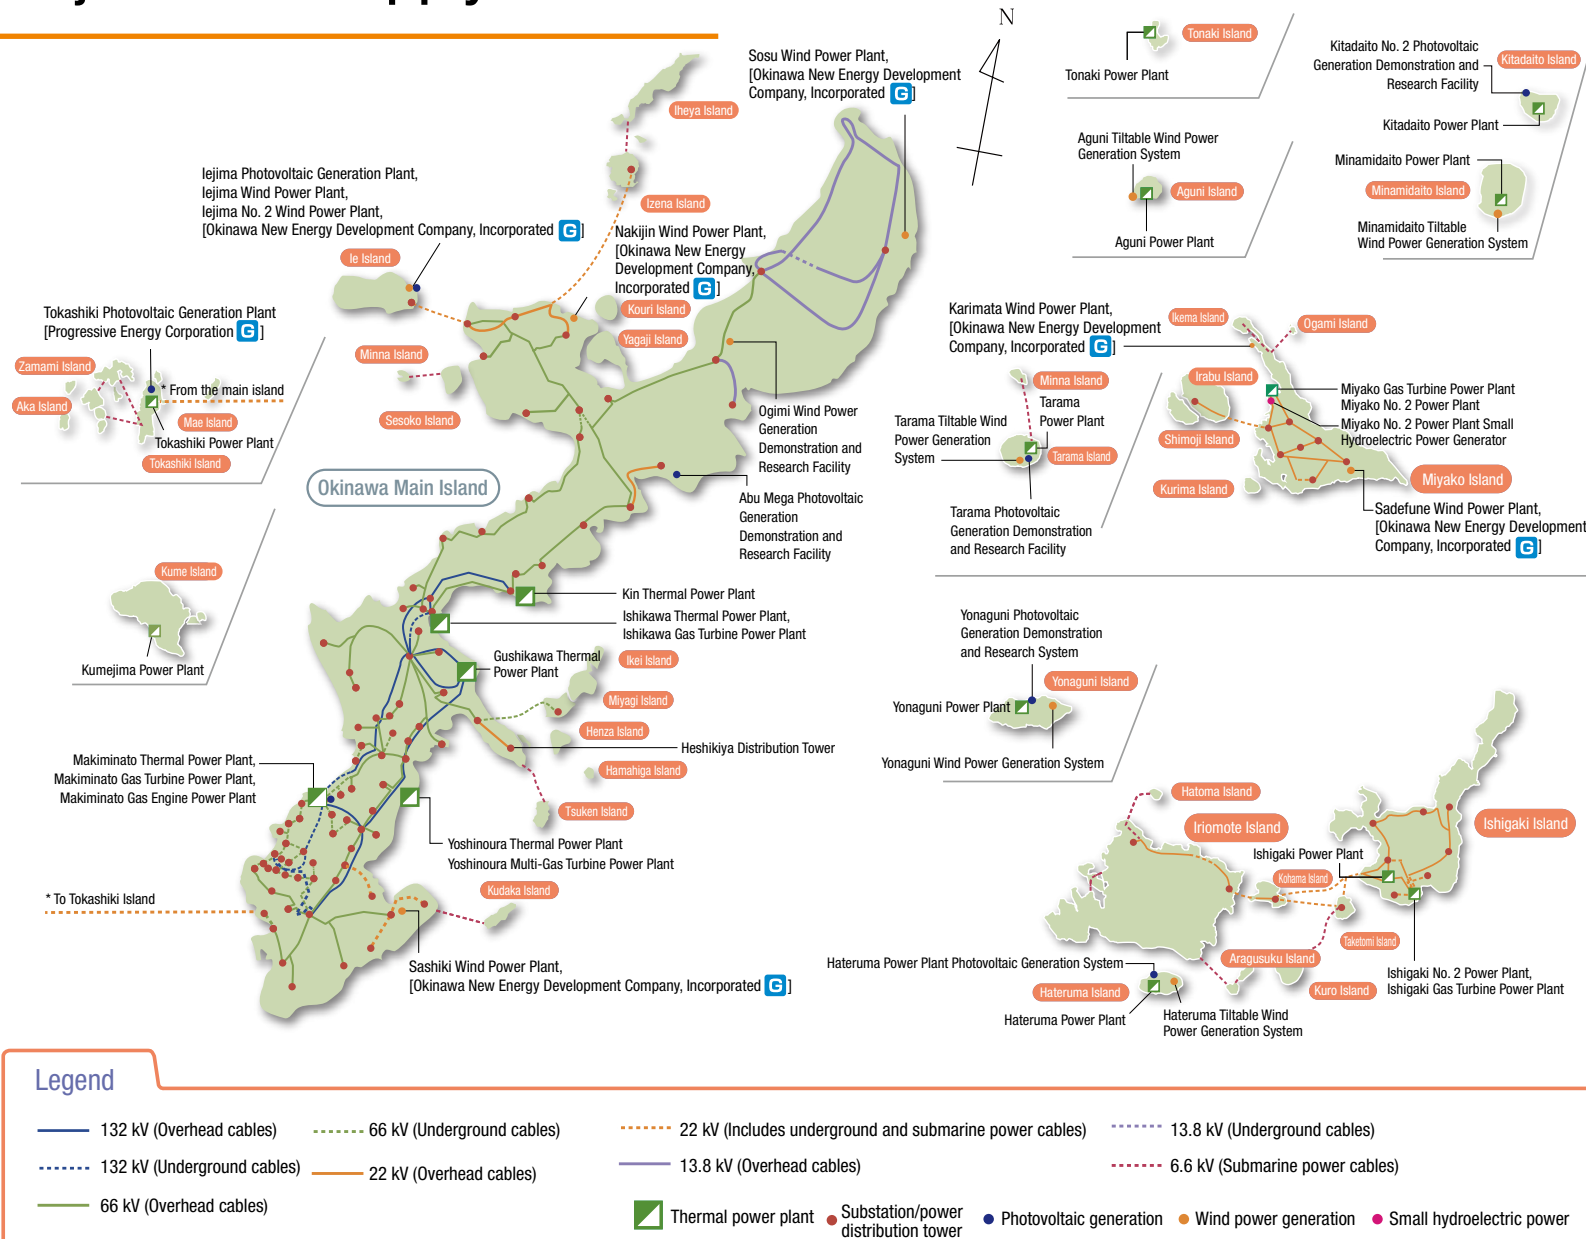 N
Tonaki Island
Tonaki Power Plant
Kitadaito No. 2 Photovoltaic
Generation Demonstration and
Research Facility
Kitadaito Island
Kitadaito Power Plant
Sosu Wind Power Plant,
[Okinawa New Energy Development
Company, Incorporated G]
Iheya Island
Izena Island
Aguni Tiltable Wind Power
Generation System
Aguni Island
Aguni Power Plant
Minamidaito Power Plant
Minamidaito Island
Minamidaito Tiltable
Wind Power Generation System
Iejima Photovoltaic Generation Plant,
Iejima Wind Power Plant,
Iejima No. 2 Wind Power Plant,
[Okinawa New Energy Development Company, Incorporated G]
Ie Island
Nakijin Wind Power Plant,
[Okinawa New Energy
Development Company,
Incorporated G]
Kouri Island
Yagaji Island
Tokashiki Photovoltaic Generation Plant
[Progressive Energy Corporation G]
Zamami Island
Aka Island
* From the main island
Mae Island
Tokashiki Power Plant
Tokashiki Island
Minna Island
Sesoko Island
Okinawa Main Island
Ogimi Wind Power
Generation
Demonstration and
Research Facility
Abu Mega Photovoltaic
Generation
Demonstration and
Research Facility
Karimata Wind Power Plant,
[Okinawa New Energy Development
Company, Incorporated G]
Ikema Island
Ogami Island
Irabu Island
Miyako Gas Turbine Power Plant
Miyako No. 2 Power Plant
Miyako No. 2 Power Plant Small
Hydroelectric Power Generator
Shimoji Island
Kurima Island
Miyako Island
Sadefune Wind Power Plant,
[Okinawa New Energy Development
Company, Incorporated G]
Minna Island
Tarama
Power Plant
Tarama Tiltable Wind
Power Generation
System
Tarama Island
Tarama Photovoltaic
Generation Demonstration
and Research Facility
Kume Island
Kumejima Power Plant
Kin Thermal Power Plant
Ishikawa Thermal Power Plant,
Ishikawa Gas Turbine Power Plant
Gushikawa Thermal
Power Plant
Ikei Island
Miyagi Island
Henza Island
Heshikiya Distribution Tower
Hamahiga Island
Tsuken Island
Makiminato Thermal Power Plant,
Makiminato Gas Turbine Power Plant,
Makiminato Gas Engine Power Plant
Yoshinoura Thermal Power Plant
Yoshinoura Multi-Gas Turbine Power Plant
Kudaka Island
* To Tokashiki Island
Sashiki Wind Power Plant,
[Okinawa New Energy Development Company, Incorporated G]
Yonaguni Photovoltaic
Generation Demonstration
and Research System
Yonaguni Island
Yonaguni Power Plant
Yonaguni Wind Power Generation System
Hatoma Island
Iriomote Island
Ishigaki Island
Ishigaki Power Plant
Kohama Island
Taketomi Island
Aragusuku Island
Kuro Island
Ishigaki No. 2 Power Plant,
Ishigaki Gas Turbine Power Plant
Hateruma Power Plant Photovoltaic Generation System
Hateruma Island
Hateruma Power Plant
Hateruma Tiltable Wind
Power Generation System
Legend
132 kV (Overhead cables)
66 kV (Underground cables)
22 kV (Includes underground and submarine power cables)
13.8 kV (Underground cables)
132 kV (Underground cables)
22 kV (Overhead cables)
13.8 kV (Overhead cables)
6.6 kV (Submarine power cables)
66 kV (Overhead cables)
Thermal power plant
Substation/power
distribution tower
Photovoltaic generation
Wind power generation
Small hydroelectric power